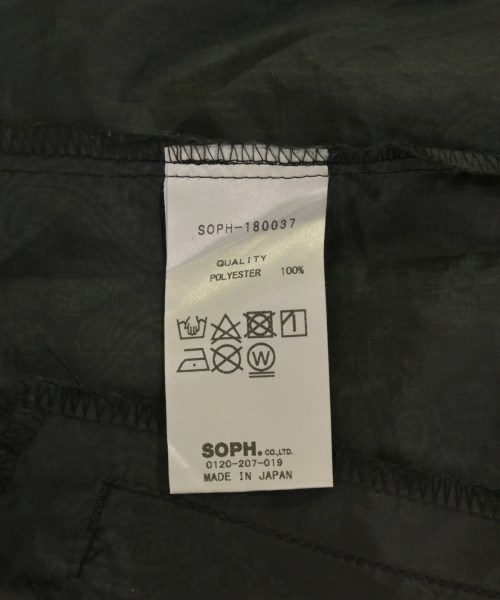 SOPH-180037
QUALITY
POLYESTER 100%
W
SOPH. CO.,LTD.
0120-207-019
MADE IN JAPAN